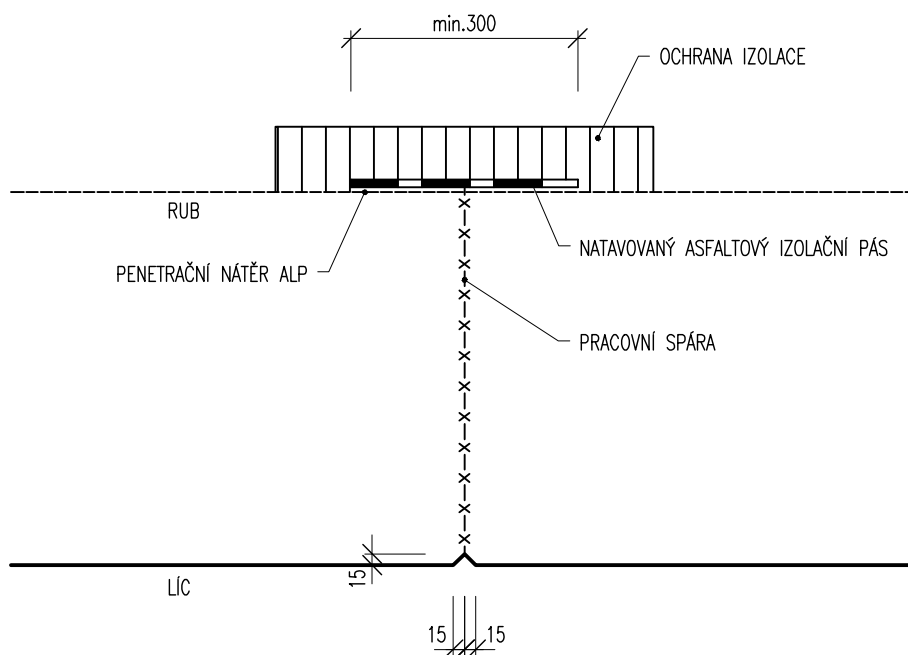 min.300
OCHRANA IZOLACE
RUB
NATAVOVANÝ ASFALTOVÝ IZOLAČNÍ PÁS
PENETRAČNÍ NÁTĚR ALP
PRACOVNÍ SPÁRA
15
LÍC
15 15